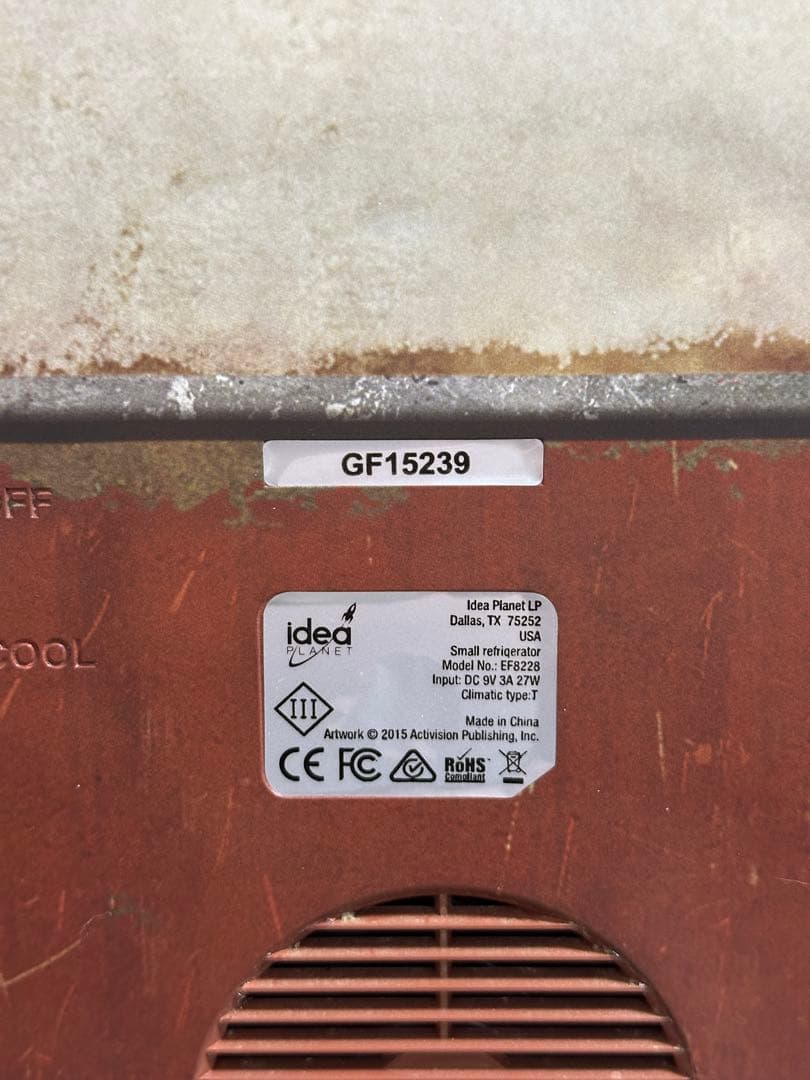 GF15239
FF
COOL
idea
PLANET
Idea Planet LP
Dallas, TX 75252
USA
Small refriqerator
Model No.: EF8228
Input: DC 9V 3A 27W
Climatic type:T
III
Made in China
Artwork © 2015 Activision Publishing, Inc.
CE FC RoHS
Compliant